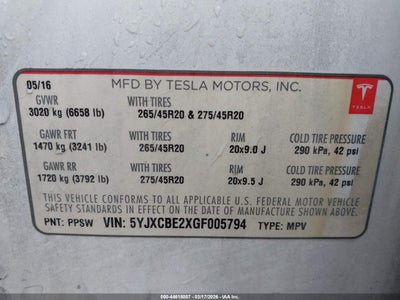 MFD BY TESLA MOTORS, INC.
05/16
GVWR WITH TIRES
3020 kg (6658 lb) 265/45R20 & 275/45R20
GAWR FRT WITH TIRES RIM COLD TIRE PRESSURE
1470 kg (3241 lb) 265/45R20 20x9.0 J 290 kPa, 42 psi
GAWR RR WITH TIRES RIM COLD TIRE PRESSURE
1720 kg (3792 lb) 275/45R20 20x9.5 J 290 kPa, 42 psi
THIS VEHICLE CONFORMS TO ALL APPLICABLE U.S. FEDERAL MOTOR VEHICLE
SAFETY STANDARDS IN EFFECT ON THE DATE OF MANUFACTURE SHOWN ABOVE.
PNT: PPSW VIN: 5YJXCBE2XGF005794 TYPE: MPV
TESLA
000-44618087 - 03/17/2026 - IAAI.COM